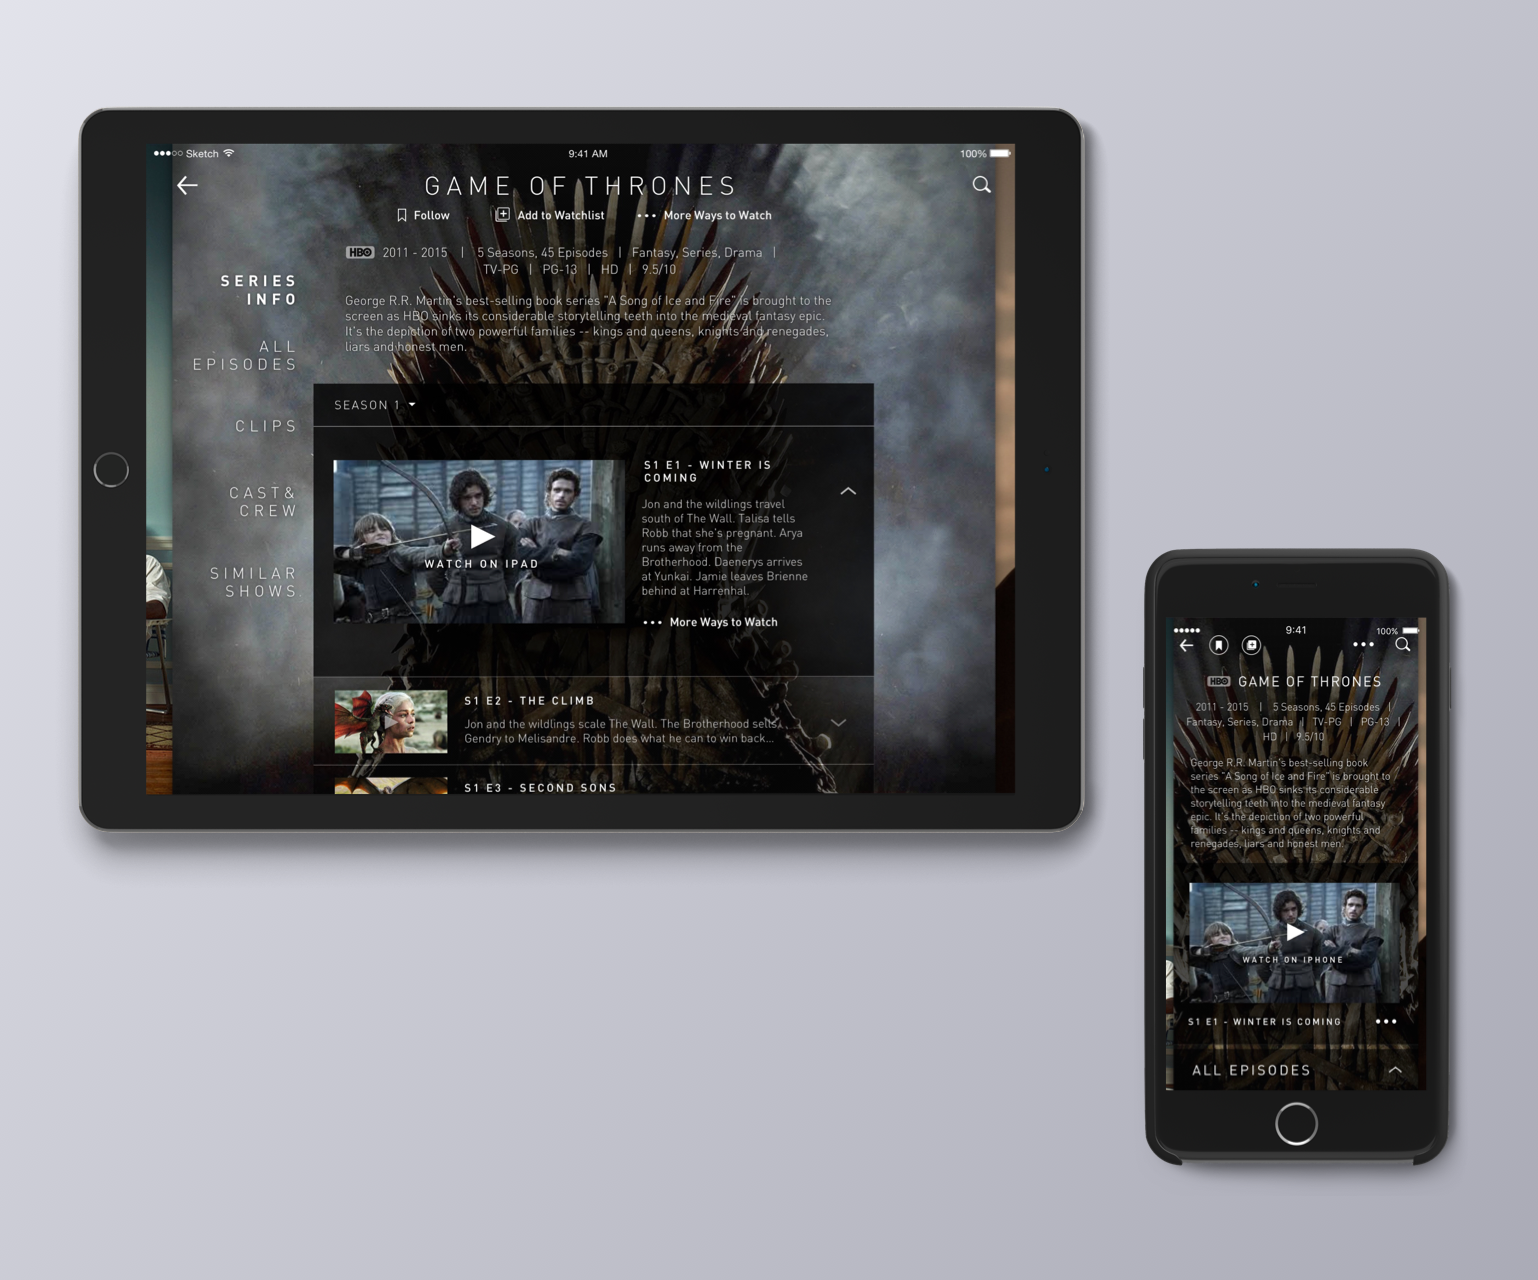 Sketch
9:41 AM
100%
GAME OF THRONES
Follow
Add to Watchlist
More Ways to Watch
HBO 2011 - 2015 | 5 Seasons, 45 Episodes | Fantasy, Series, Drama |
TV-PG | PG-13 | HD | 9.5/10
SERIES
INFO
ALL
EPISODES
CLIPS
CAST&
CREW
SIMILAR
SHOWS
George R.R. Martin's best-selling book series "A Song of Ice and Fire" is brought to the
screen as HBO sinks its considerable storytelling teeth into the medieval fantasy epic.
It's the depiction of two powerful families -- kings and queens, knights and renegades,
liars and honest men.
SEASON 1
WATCH ON IPAD
S1 E1 - WINTER IS
COMING
Jon and the wildlings travel
south of The Wall. Talisa tells
Robb that she's pregnant. Arya
runs away from the
Brotherhood. Daenerys arrives
at Yunkai. Jamie leaves Brienne
behind at Harrenhal.
More Ways to Watch
S1 E2 - THE CLIMB
Jon and the wildlings scale The Wall. The Brotherhood sells
Gendry to Melisandre. Robb does what he can to win back...
S1 E3 - SECOND SONS
9:41
100%
HBO GAME OF THRONES
2011 - 2015 | 5 Seasons, 45 Episodes |
Fantasy, Series, Drama | TV-PG | PG-13 |
HD | 9.5/10
George R.R. Martin's best-selling book
series "A Song of Ice and Fire" is brought to
the screen as HBO sinks its considerable
storytelling teeth into the medieval fantasy
epic. It's the depiction of two powerful
families -- kings and queens, knights and
renegades, liars and honest men.
WATCH ON IPHONE
S1 E1 - WINTER IS COMING
ALL EPISODES